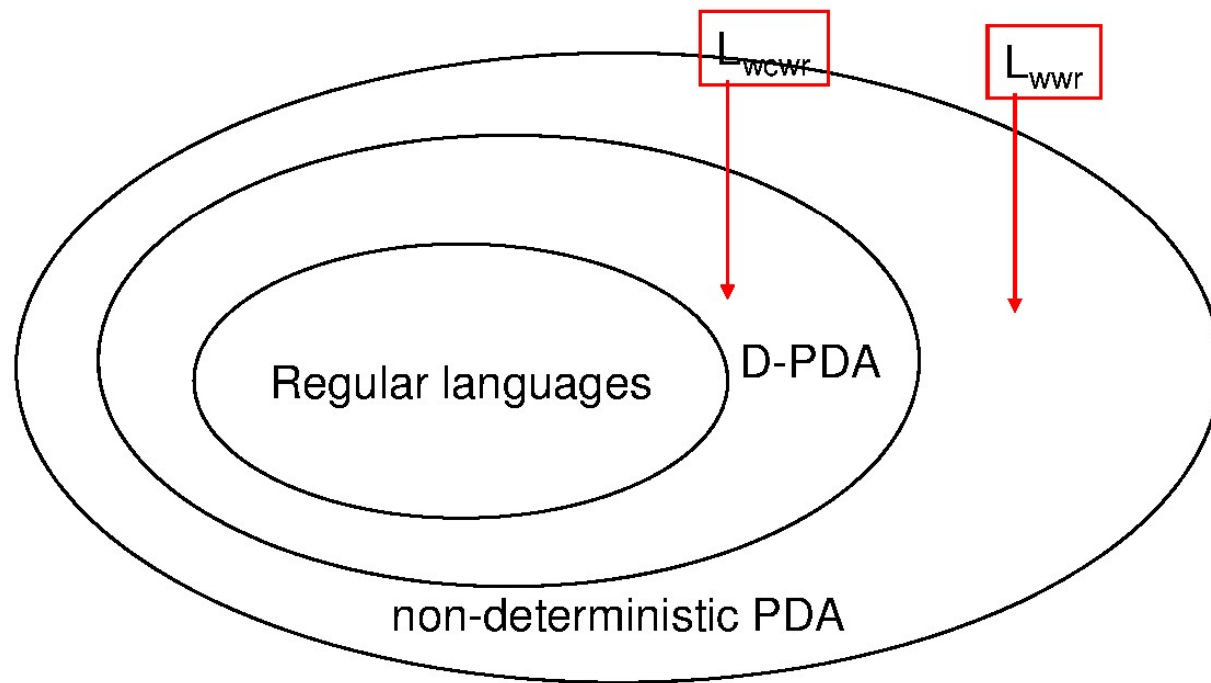 L_wcwr
L_wwr
D-PDA
Regular languages
non-deterministic PDA